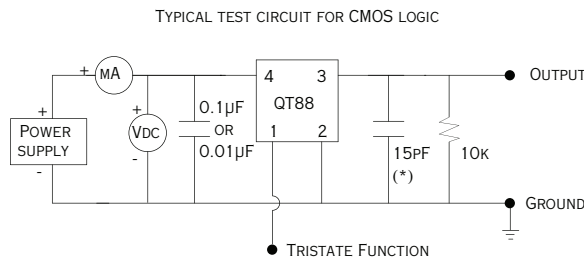 TYPICAL TEST CIRCUIT FOR CMOS LOGIC
+ MA
4 3
OUTPUT
QT88
1 2
+
POWER SUPPLY
-
+
VDC
-
0.1µF
OR
0.01µF
15PF
(*)
10K
GROUND
TRISTATE FUNCTION